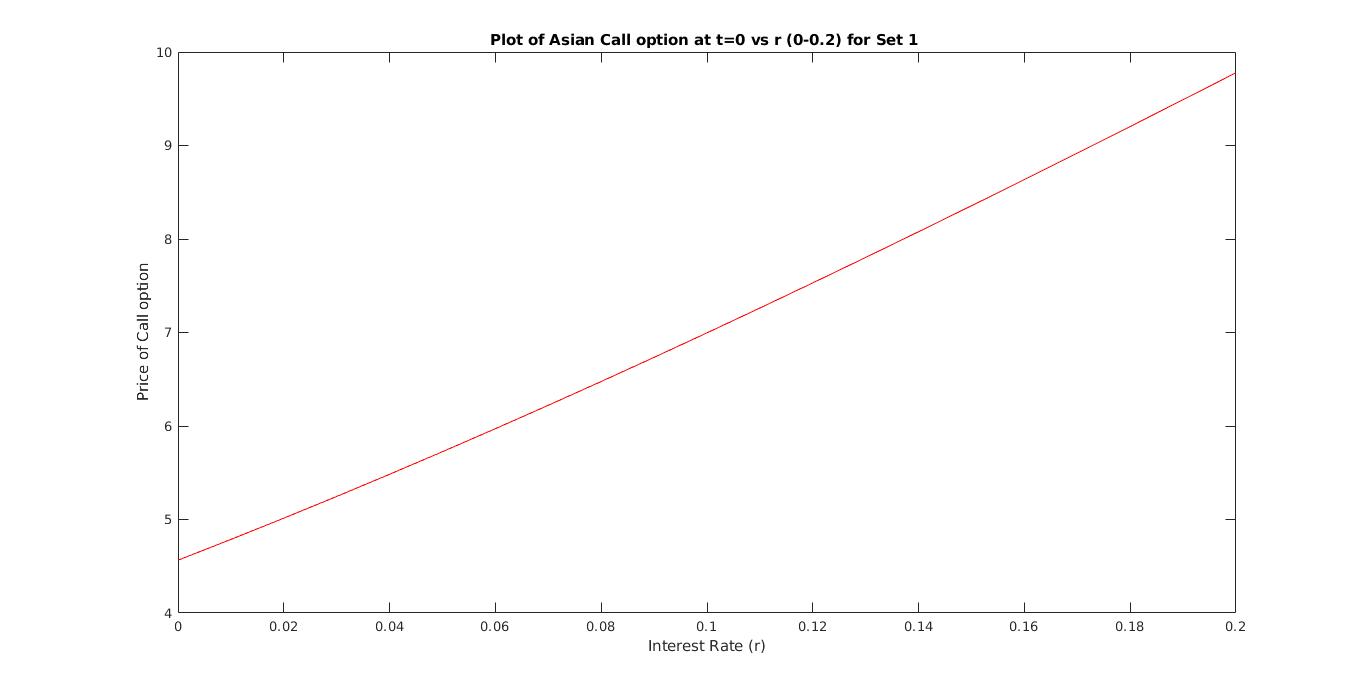 Plot of Asian Call option at t=0 vs r (0-0.2) for Set 1
10
9
8
7
6
5
4
Price of Call option
0 0.02 0.04 0.06 0.08 0.1 0.12 0.14 0.16 0.18 0.2
Interest Rate (r)